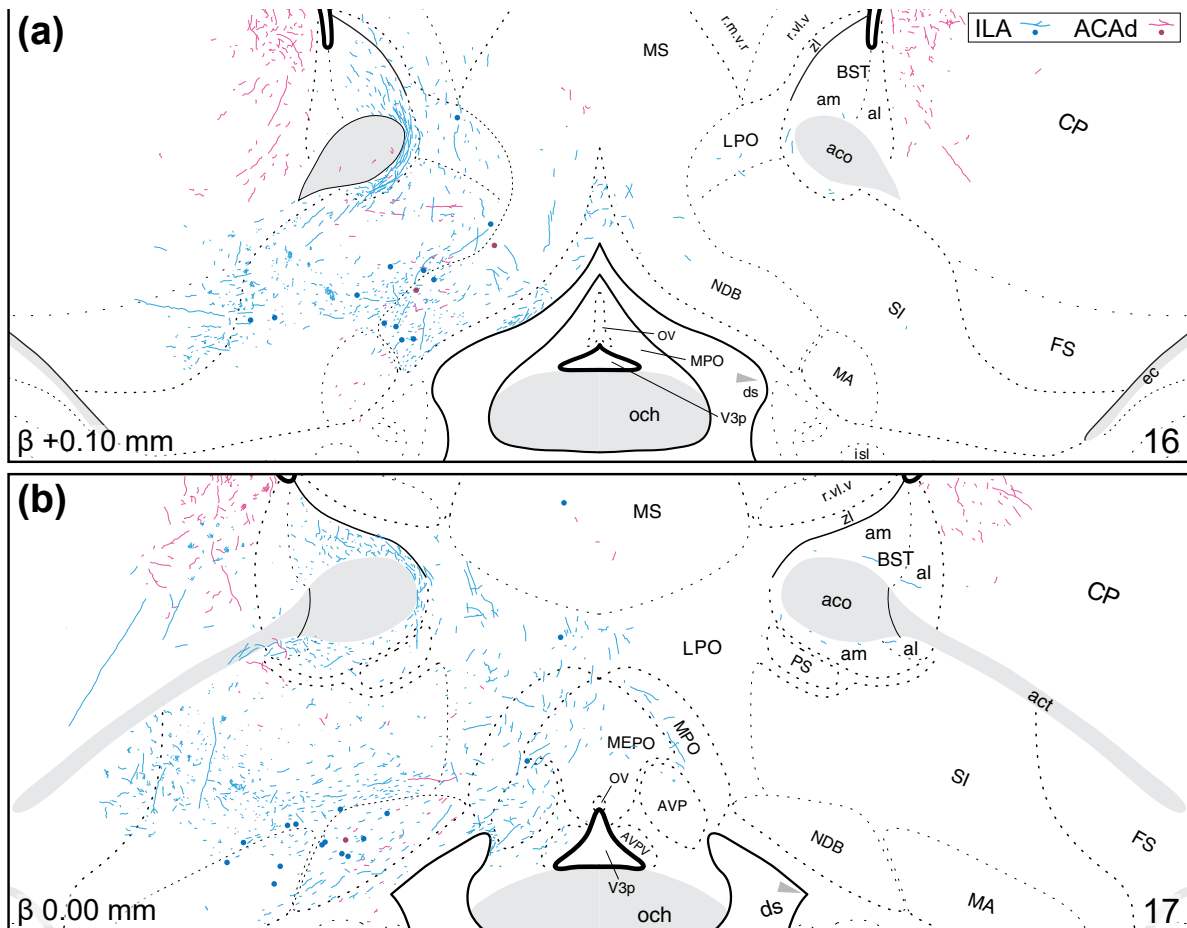 (a)
ILA ACAd
r.m.v.r
r.vl.v
zl
MS
BST
am
al
CP
LPO
aco
NDB
SI
OV
MPO
FS
MA
ec
ds
och
V3p
isl
β +0.10 mm
16
(b)
MS
r.vl.v
zl
am
BST
al
aco
CP
LPO
am
al
PS
act
MPO
MEPO
SI
OV
AVP
AVPV
NDB
FS
V3p
MA
ds
och
β 0.00 mm
17